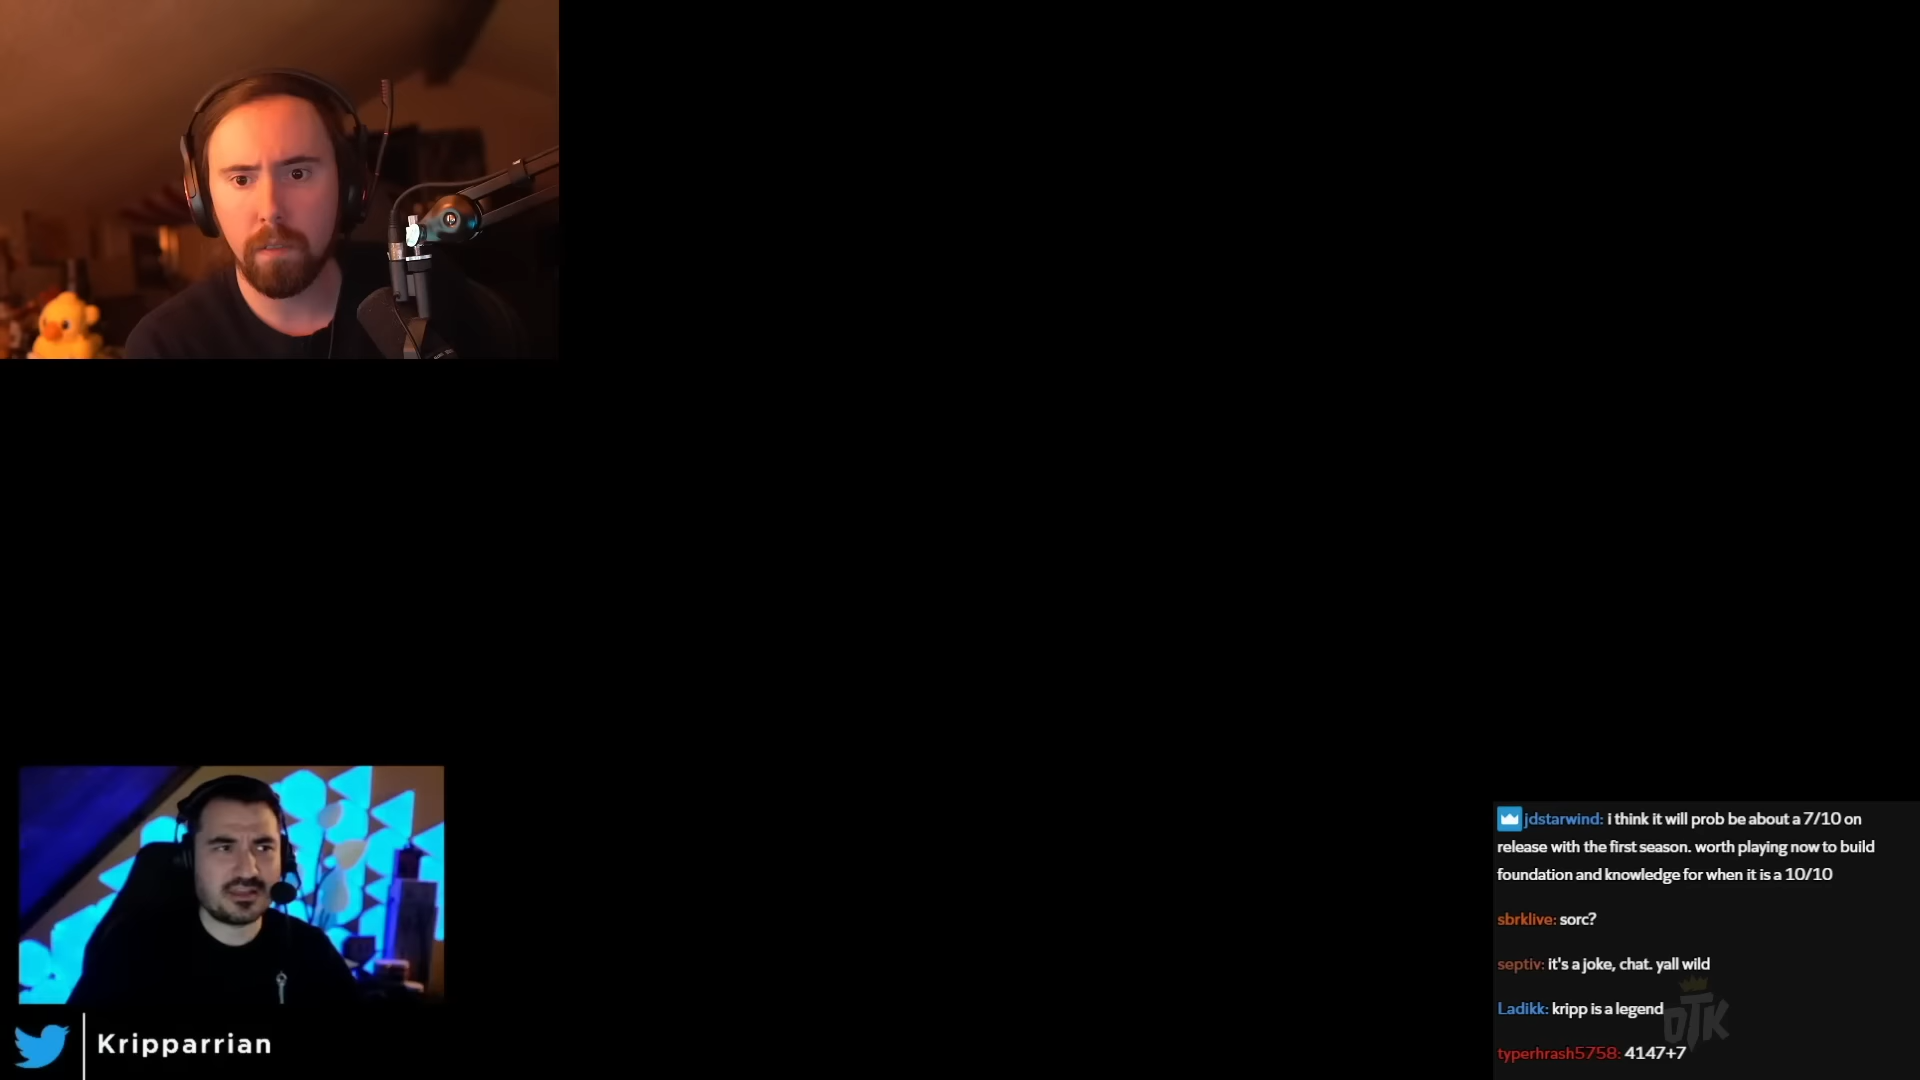 jdstarwind: i think it will prob be about a 7/10 on
release with the first season. worth playing now to build
foundation and knowledge for when it is a 10/10
sbrklive: sorc?
septiv: it's a joke, chat. yall wild
Ladikk: kripp is a legend
OTK
typerhrash5758: 4147+7
Kripparrian